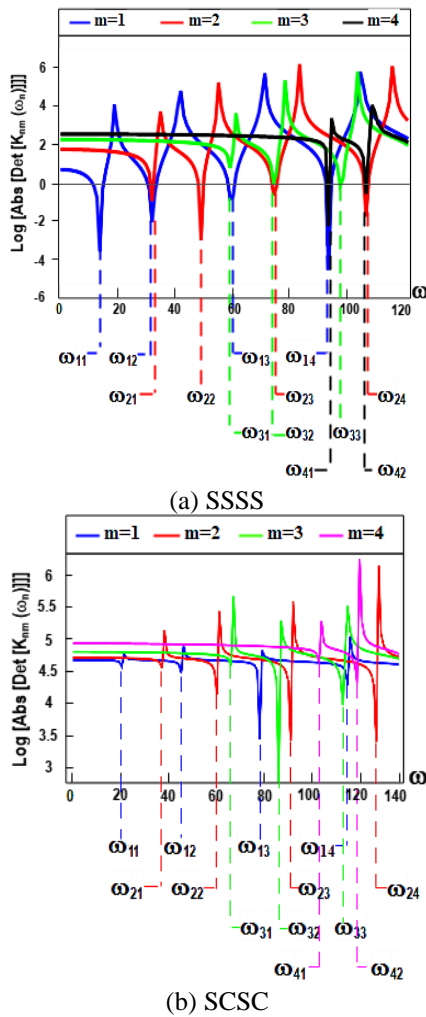 m=1 m=2 m=3 m=4
Log [Abs [Det [Kₙₘ (ωₙ)]]]
6
4
2
0
-2
-4
-6
0 20 40 60 80 100 120 ω
ω₁₁ ω₁₂ ω₁₃ ω₁₄
ω₂₁ ω₂₂ ω₂₃ ω₂₄
ω₃₁ ω₃₂ ω₃₃
ω₄₁ ω₄₂
(a) SSSS
m=1 m=2 m=3 m=4
Log [Abs [Det [Kₙₘ (ωₙ)]]]
6
5.5
5
4.5
4
3.5
3
0 20 40 60 80 100 120 140 ω
ω₁₁ ω₁₂ ω₁₃ ω₁₄
ω₂₁ ω₂₂ ω₂₃ ω₂₄
ω₃₁ ω₃₂ ω₃₃
ω₄₁ ω₄₂
(b) SCSC